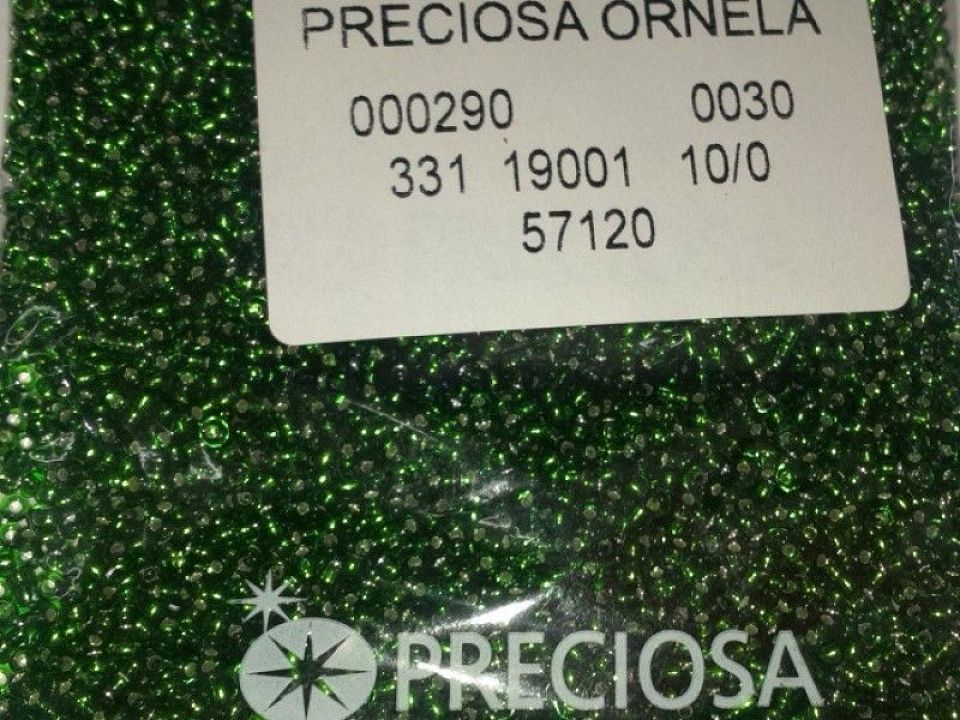 PRECIOSA ORNELA
000290 0030
331 19001 10/0
57120
PRECIOSA